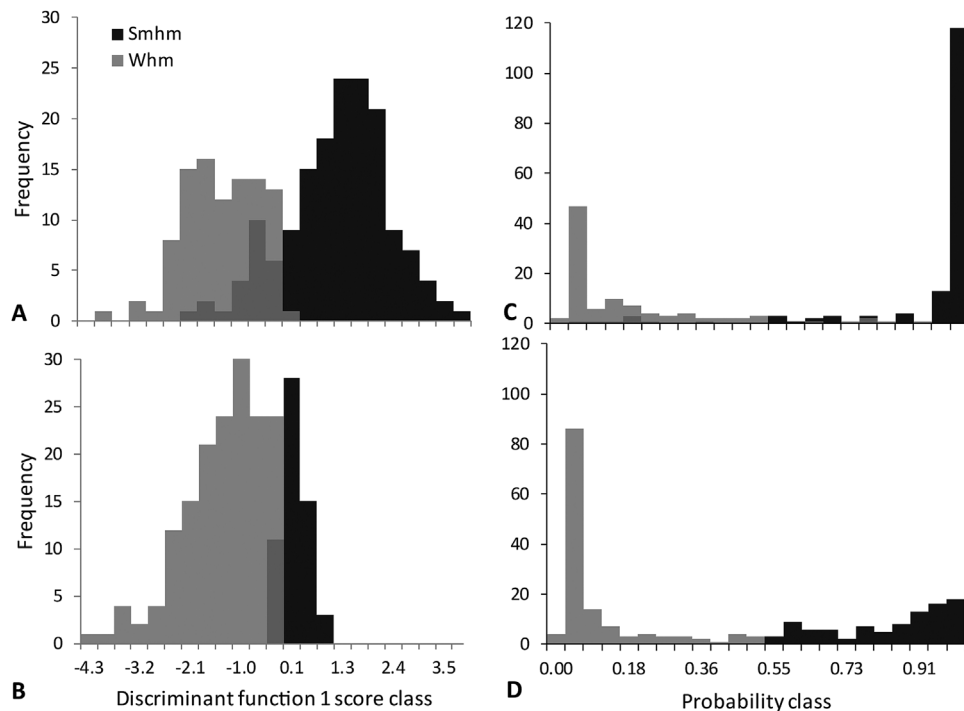 30
25
20
15
10
5
0
Frequency
Smhm
Whm
A
120
100
80
60
40
20
0
C
30
25
20
15
10
5
0
Frequency
-4.3 -3.2 -2.1 -1.0 0.1 1.3 2.4 3.5
B Discriminant function 1 score class
120
100
80
60
40
20
0
0.00 0.18 0.36 0.55 0.73 0.91
D Probability class